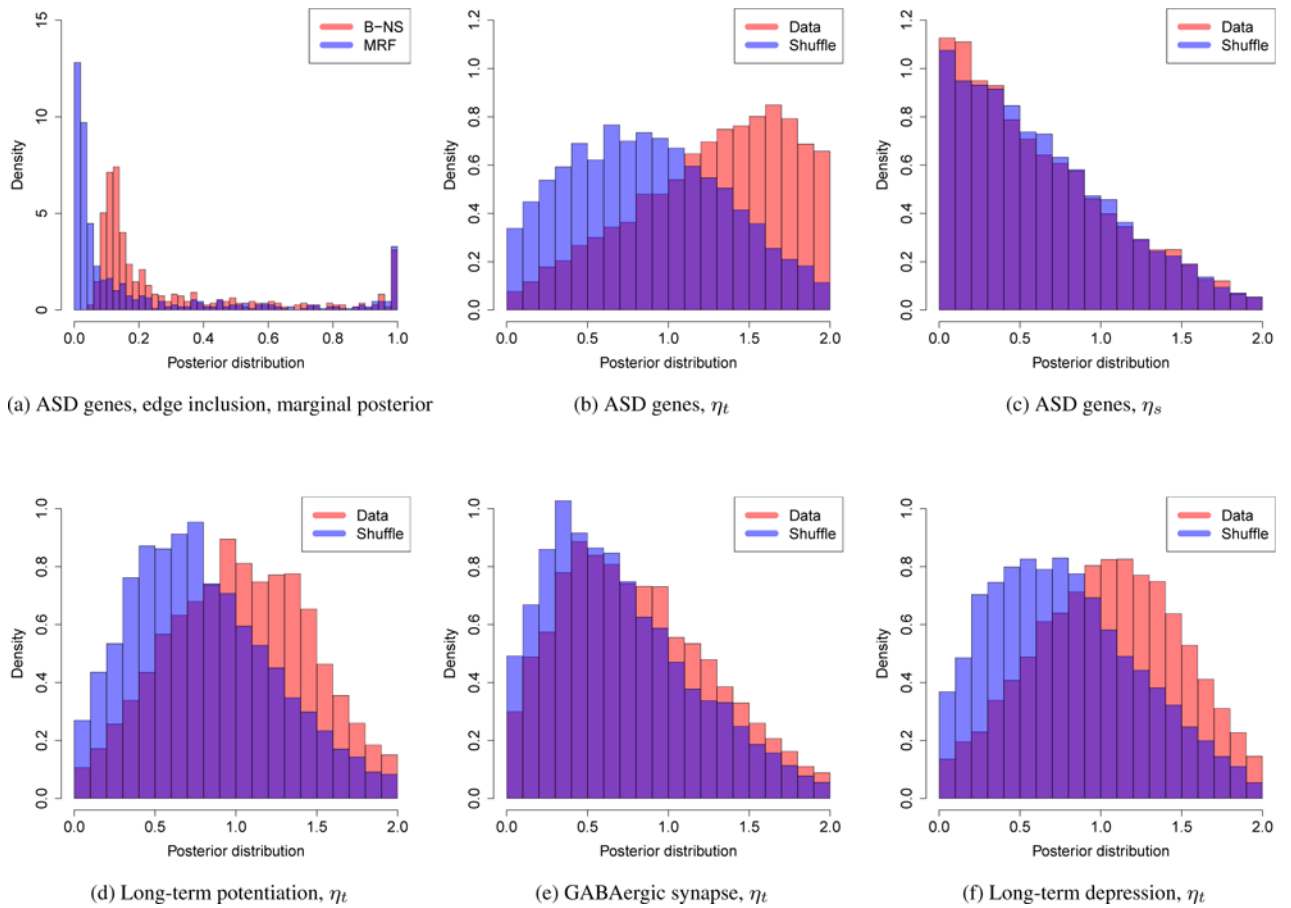 B−NS
MRF
Density
15
10
5
0
0.0 0.2 0.4 0.6 0.8 1.0
Posterior distribution
(a) ASD genes, edge inclusion, marginal posterior
Data
Shuffle
Density
1.2
1.0
0.8
0.6
0.4
0.2
0.0
0.0 0.5 1.0 1.5 2.0
Posterior distribution
(b) ASD genes, ηt
Data
Shuffle
Density
1.2
1.0
0.8
0.6
0.4
0.2
0.0
0.0 0.5 1.0 1.5 2.0
Posterior distribution
(c) ASD genes, ηs
Data
Shuffle
Density
1.0
0.8
0.6
0.4
0.2
0.0
0.0 0.5 1.0 1.5 2.0
Posterior distribution
(d) Long-term potentiation, ηt
Data
Shuffle
Density
1.0
0.8
0.6
0.4
0.2
0.0
0.0 0.5 1.0 1.5 2.0
Posterior distribution
(e) GABAergic synapse, ηt
Data
Shuffle
Density
1.0
0.8
0.6
0.4
0.2
0.0
0.0 0.5 1.0 1.5 2.0
Posterior distribution
(f) Long-term depression, ηt